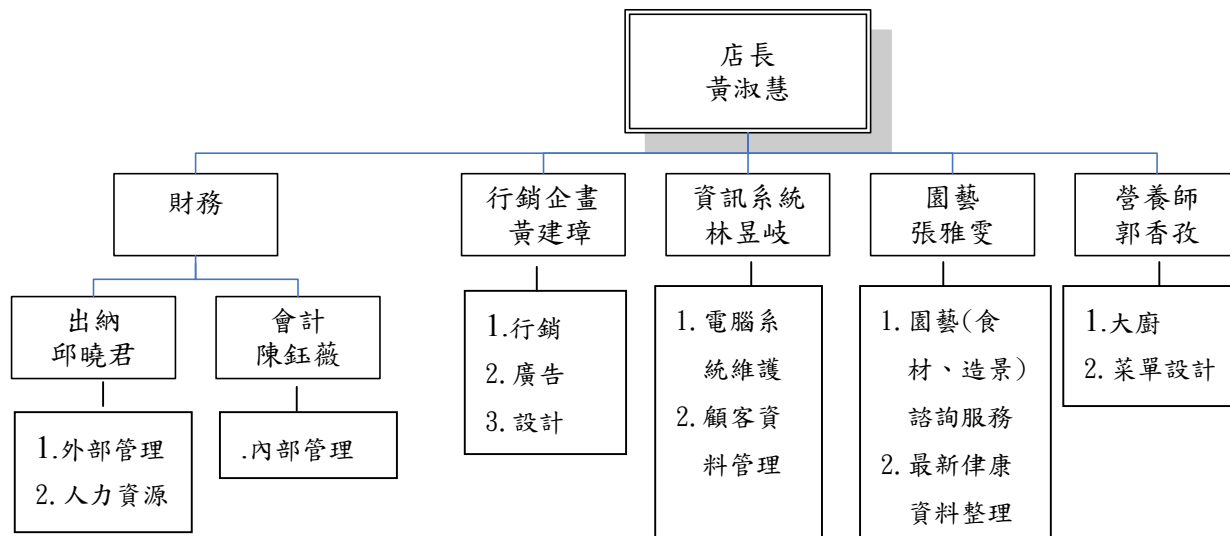 店長
黃淑慧
財務
行銷企畫
黃建璋
資訊系統
林昱岐
園藝
張雅雯
營養師
郭香孜
出納
邱曉君
會計
陳鈺薇
1.外部管理
2.人力資源
.內部管理
1.行銷
2.廣告
3.設計
1.電腦系
統維護
2.顧客資
料管理
1.園藝(食
材、造景)
諮詢服務
2.最新侓康
資料整理
1.大廚
2.菜單設計